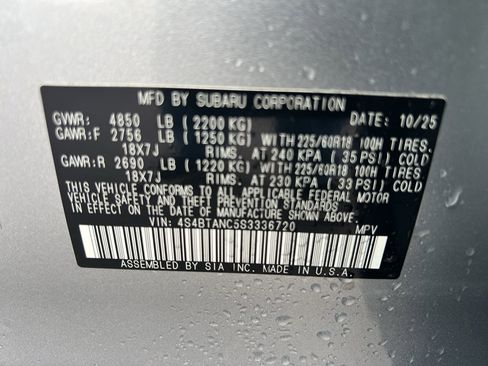 MFD BY SUBARU CORPORATION DATE: 10/25
GVWR: 4850 LB (2200 KG)
GAWR:F 2756 LB (1250 KG) WITH 225/60R18 100H TIRES.
18X7J RIMS. AT 240 KPA ( 35 PSI) COLD
GAWR:R 2690 LB (1220 KG) WITH 225/60R18 100H TIRES.
18X7J RIMS. AT 230 KPA ( 33 PSI) COLD
THIS VEHICLE CONFORMS TO ALL APPLICABLE FEDERAL MOTOR
VEHICLE SAFETY AND THEFT PREVENTION STANDARDS IN EFFECT
ON THE DATE OF MANUFACTURE SHOWN ABOVE.
VIN: 4S4BTANC5S3336720 MPV
ASSEMBLED BY SIA INC. MADE IN U.S.A.